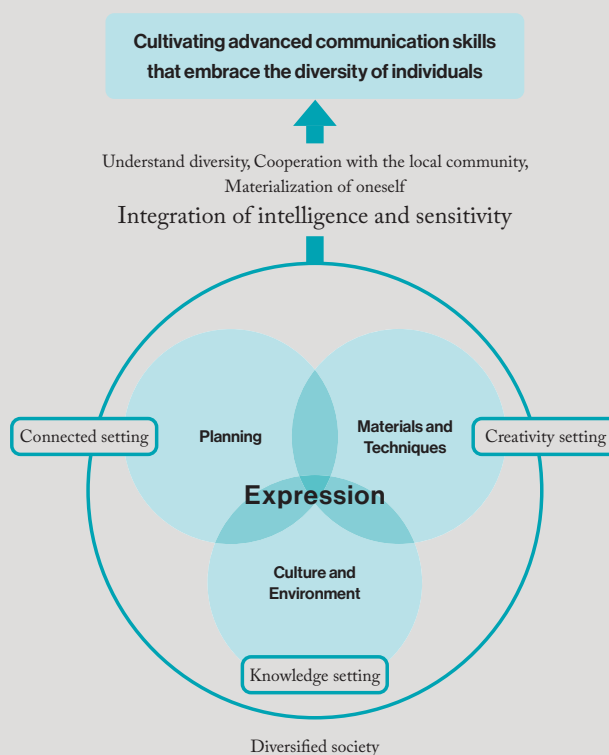 Cultivating advanced communication skills
that embrace the diversity of individuals
Understand diversity, Cooperation with the local community,
Materialization of oneself
Integration of intelligence and sensitivity
Connected setting
Planning
Materials and
Techniques
Creativity setting
Expression
Culture and
Environment
Knowledge setting
Diversified society